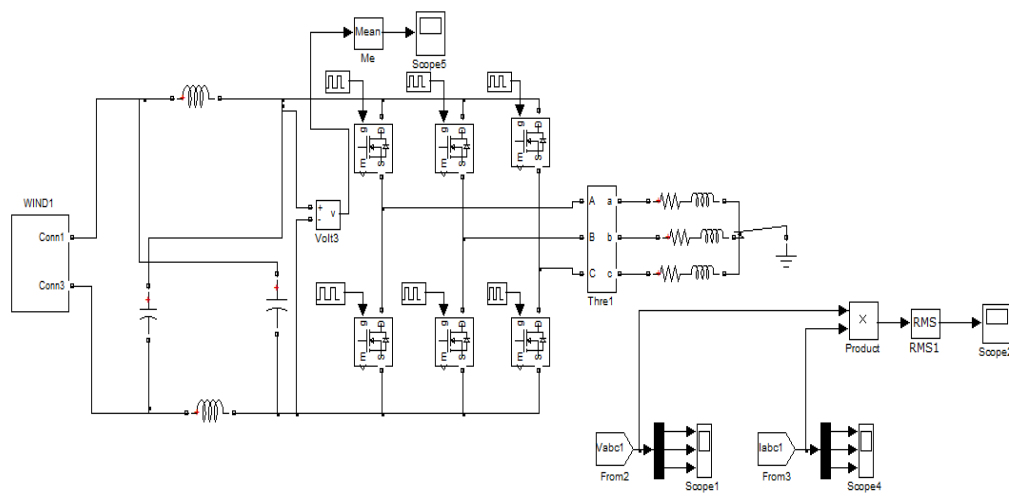 Mean
Me
Scope5
g
D
E
S
g
D
E
S
g
D
E
S
WIND1
Conn1
Conn3
+
-
v
Volt3
A
a
B
b
C
c
Thre1
g
D
E
S
g
D
E
S
g
D
E
S
X
Product
RMS
RMS1
Scope2
Vabc1
From2
Scope1
Iabc1
From3
Scope4